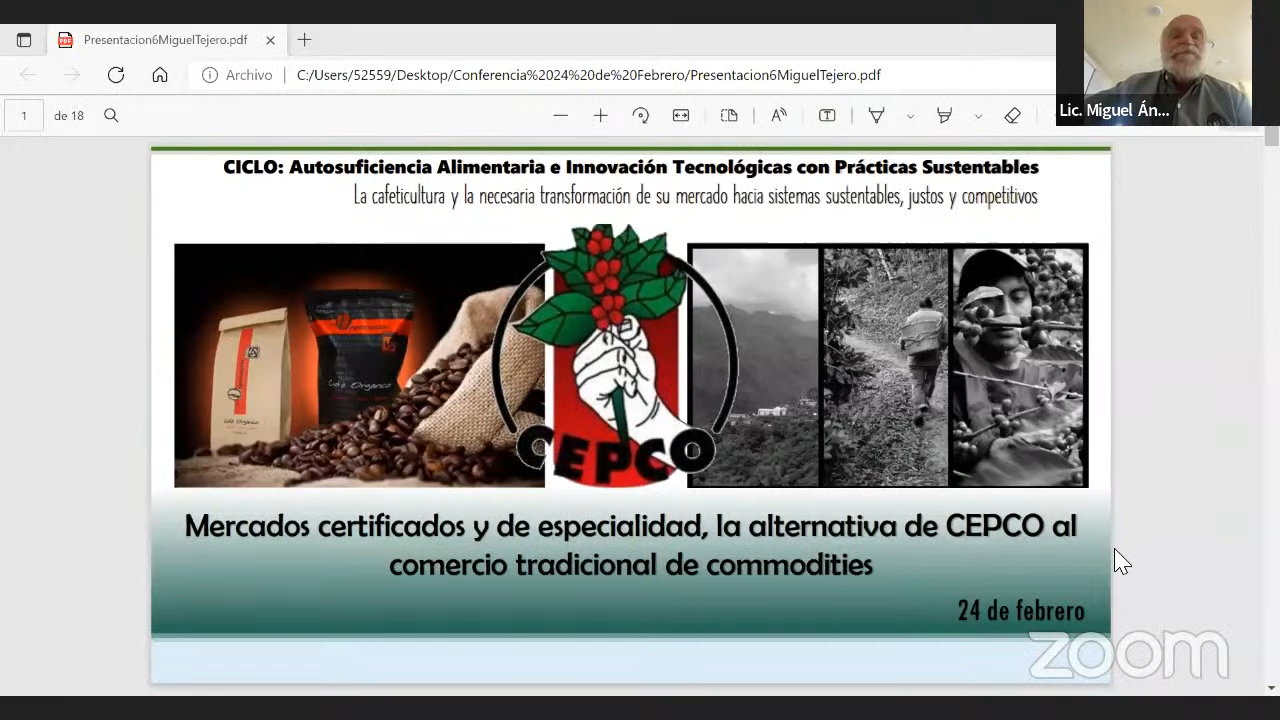 PresentacionMiguelTejero.pdf
Archivo
C:/Users/52559/Desktop/Conferencia%2024%20de%20Febrero/Presentacion6MiguelTejero.pdf
1
de 18
Lic. Miguel Án...
CICLO: Autosuficiencia Alimentaria e Innovación Tecnológicas con Prácticas Sustentables
La cafeticultura y la necesaria transformación de su mercado hacia sistemas sustentables, justos y competitivos
Café Orgánico
CEPCO
Mercados certificados y de especialidad, la alternativa de CEPCO al
comercio tradicional de commodities
24 de febrero
zoom